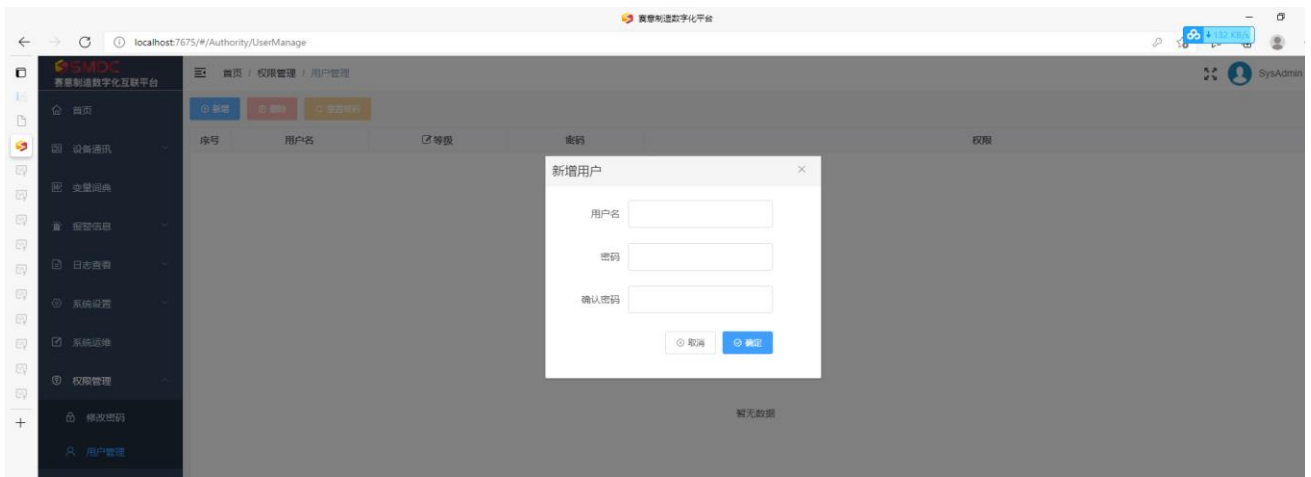 赛意制造数字化平台
localhost:7675/#/Authority/UserManage
132 KB/s
SMDC
赛意制造数字化互联平台
首页 / 权限管理 / 用户管理
SysAdmin
新增 删除 重置密码
序号 用户名 等级 密码 权限
首页
设备通讯
变量词典
报警信息
日志查看
系统设置
系统运维
权限管理
修改密码
用户管理
新增用户
用户名
密码
确认密码
取消 确定
暂无数据